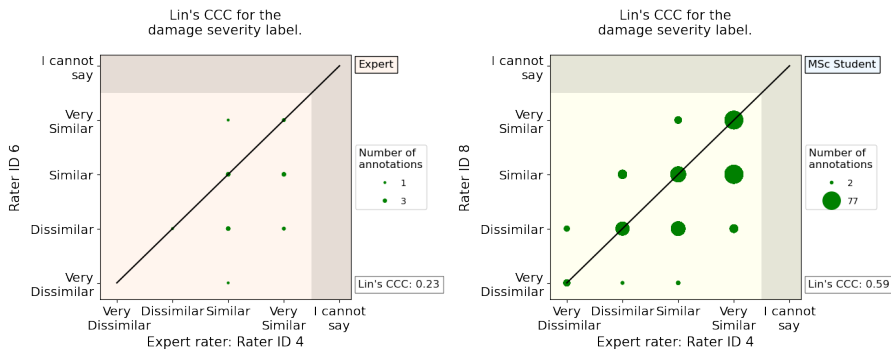 Lin's CCC for the
damage severity label.
I cannot
say
Very
Similar
Similar
Dissimilar
Very
Dissimilar
Rater ID 6
Very
Dissimilar
Dissimilar
Similar
Very
Similar
I cannot
say
Expert rater: Rater ID 4
Expert
Number of
annotations
1
3
Lin's CCC: 0.23
Lin's CCC for the
damage severity label.
I cannot
say
Very
Similar
Similar
Dissimilar
Very
Dissimilar
Rater ID 8
Very
Dissimilar
Dissimilar
Similar
Very
Similar
I cannot
say
Expert rater: Rater ID 4
MSc Student
Number of
annotations
2
77
Lin's CCC: 0.59